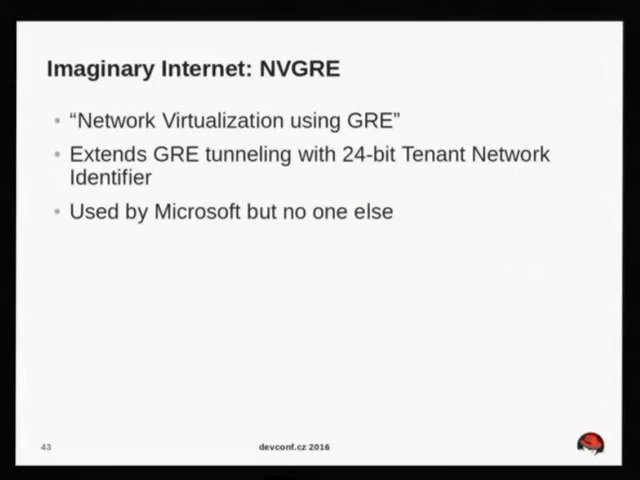 Imaginary Internet: NVGRE
“Network Virtualization using GRE”
Extends GRE tunneling with 24-bit Tenant Network
Identifier
Used by Microsoft but no one else
43
devconf.cz 2016